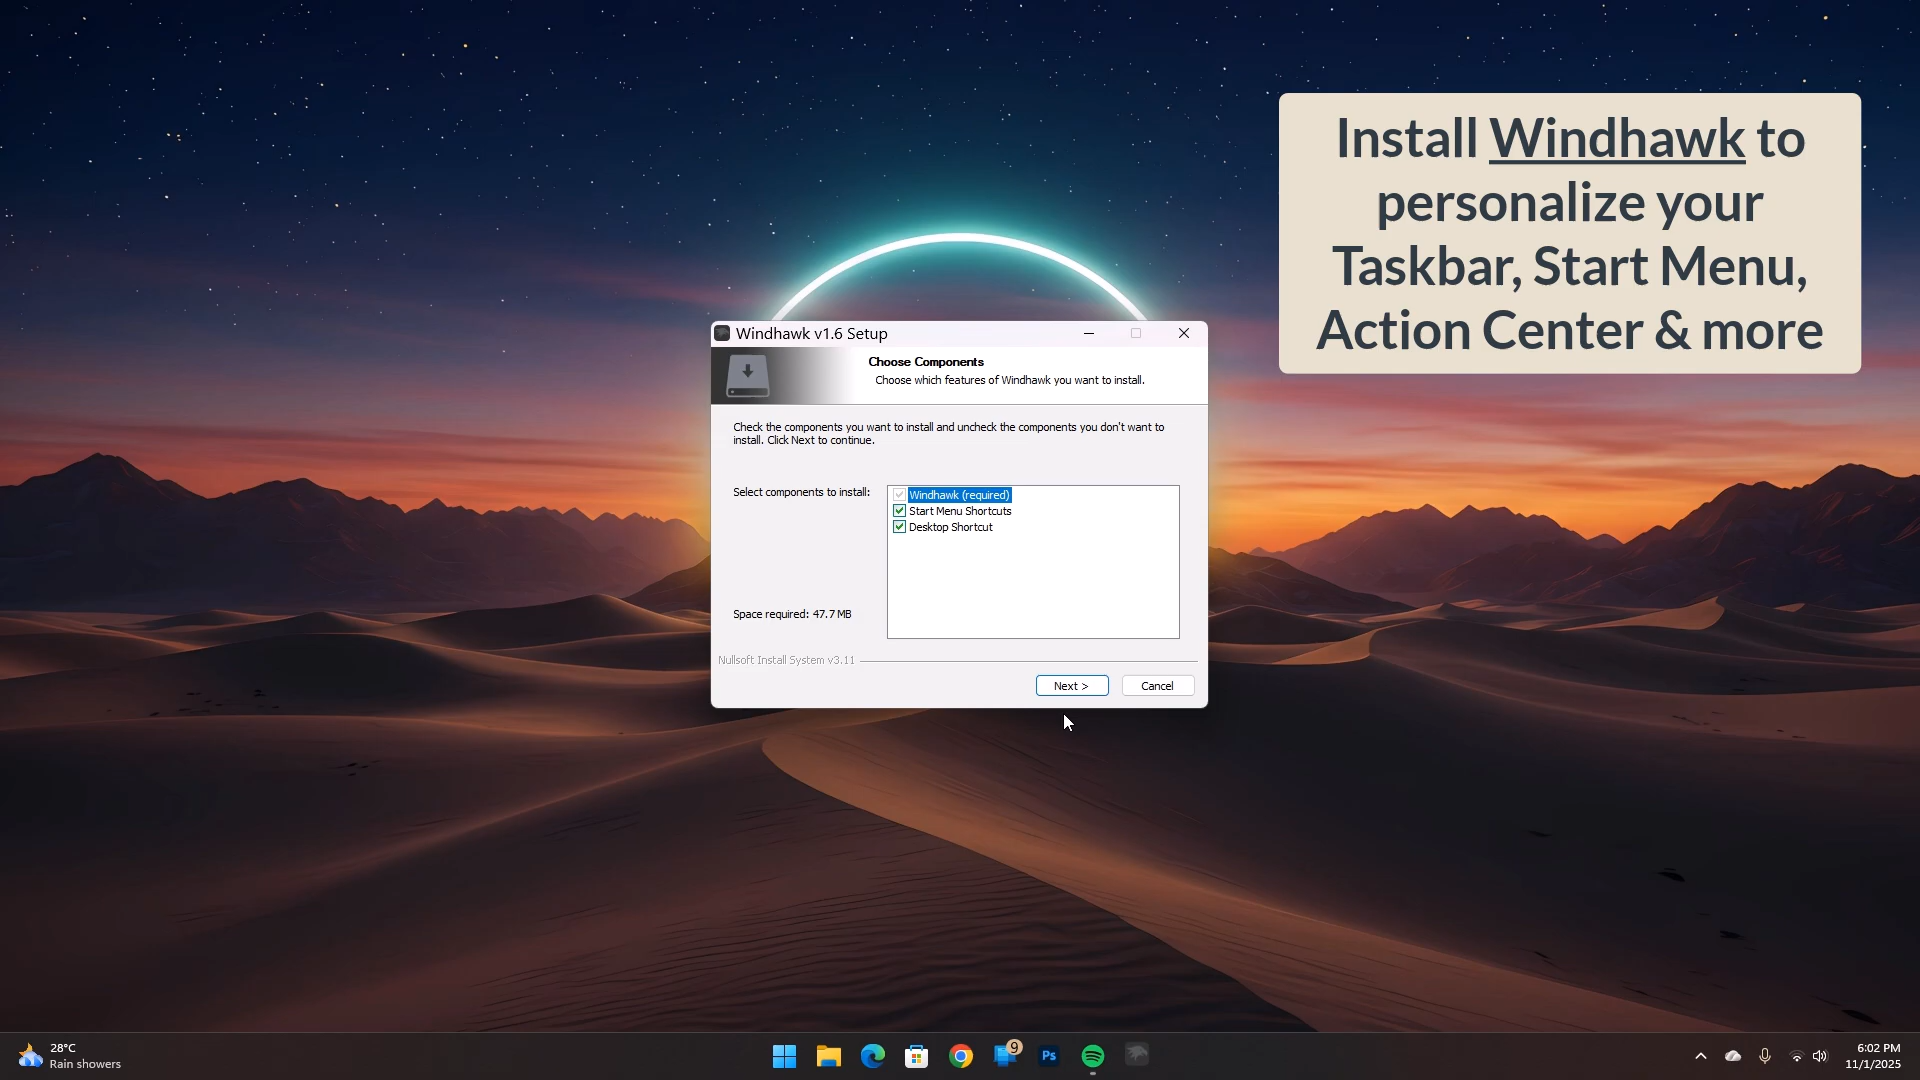 Install Windhawk to
personalize your
Taskbar, Start Menu,
Action Center & more
Windhawk v1.6 Setup
Choose Components
Choose which features of Windhawk you want to install.
Check the components you want to install and uncheck the components you don't want to
install. Click Next to continue.
Select components to install:
Windhawk (required)
Start Menu Shortcuts
Desktop Shortcut
Space required: 47.7 MB
Nullsoft Install System v3.11
Next >
Cancel
28°C
Rain showers
9
Ps
6:02 PM
11/1/2025